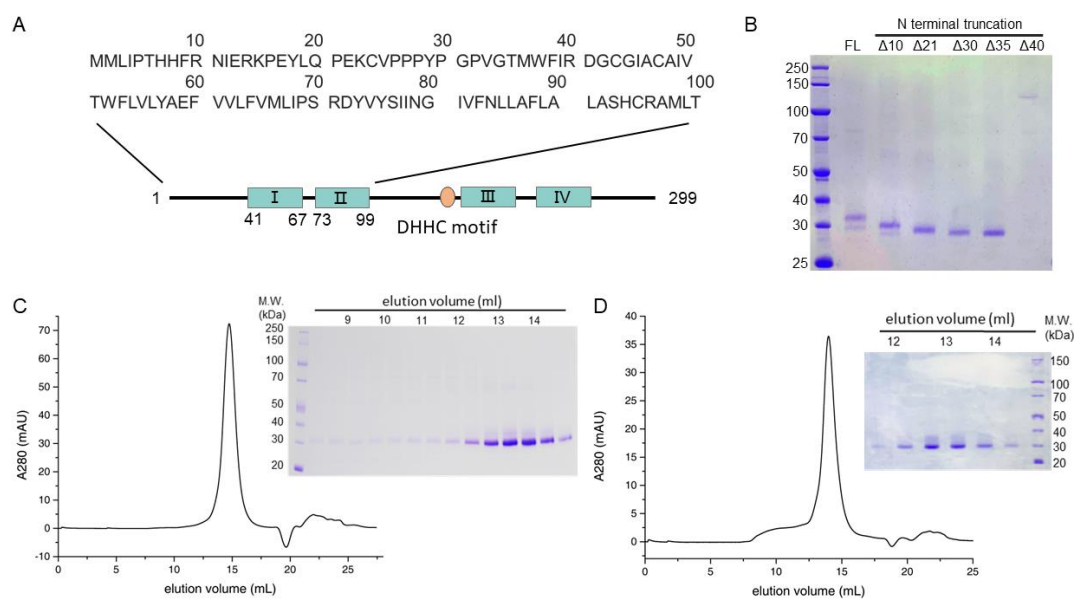 A
10 20 30 40 50
MMLIPTHHFR NIERKPEYLQ PEKCVPPPYP GPVGTMWFIR DGCGIACAIV
60 70 80 90 100
TWFLVLYAEF VVLFVMLIPS RDYVYSIING IVFNLLAFLA LASHCRAMLT
1 I II III IV 299
41 67 73 99
DHHC motif
B
N terminal truncation
FL Δ10 Δ21 Δ30 Δ35 Δ40
250
150
100
70
50
40
30
25
C
M.W.
(kDa)
elution volume (ml)
9 10 11 12 13 14
250
150
100
70
50
40
30
20
A280 (mAU)
70
60
50
40
30
20
10
0
-10
0 5 10 15 20 25
elution volume (mL)
D
elution volume (ml)
12 13 14
M.W.
(kDa)
150
100
70
50
40
30
20
A280 (mAU)
40
35
30
25
20
15
10
5
0
0 5 10 15 20 25
elution volume (mL)